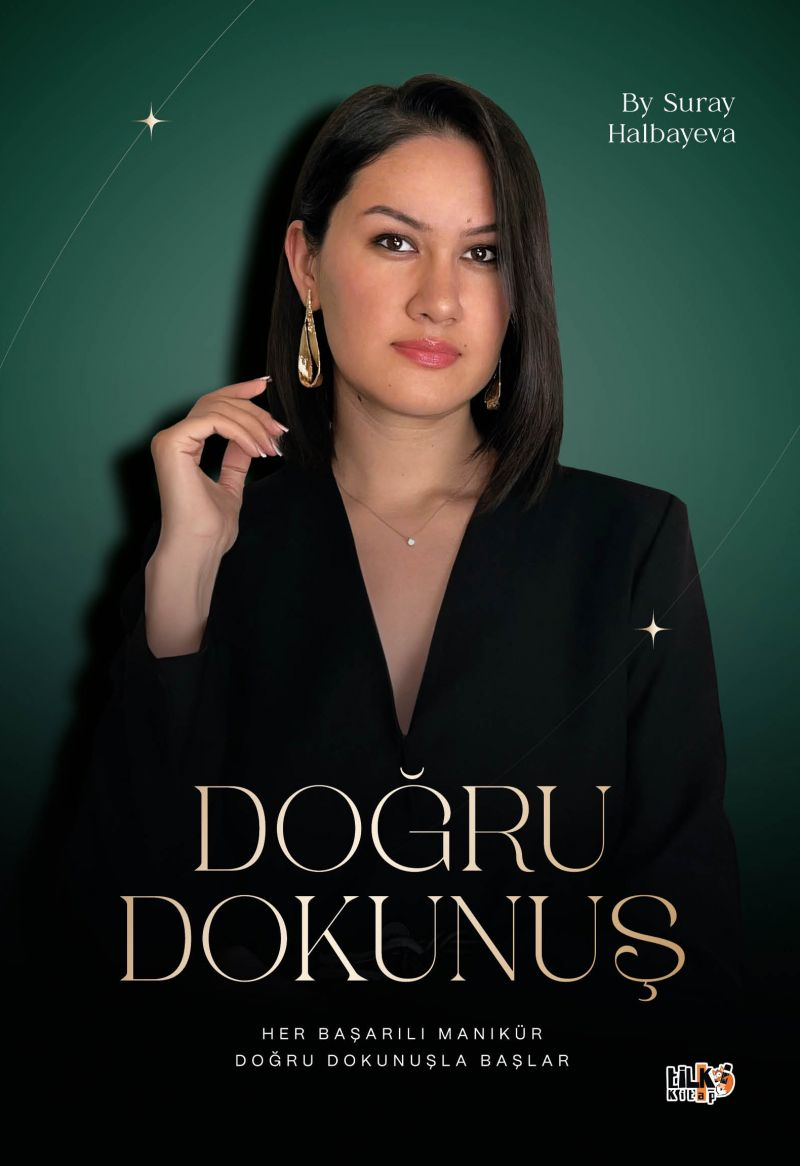 By Suray
Halbayeva
DOĞRU
DOKUNUŞ
HER BAŞARILI MANIKÜR
DOĞRU DOKUNUŞLA BAŞLAR
tiLKi
Kitap